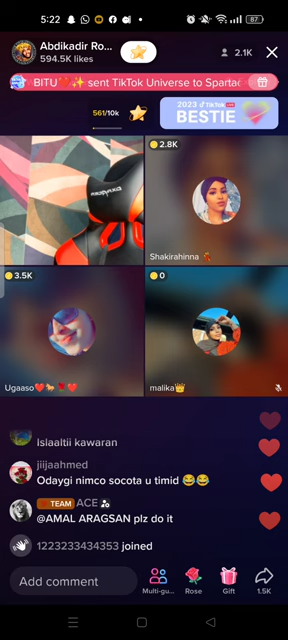 5:22
87
Abdikadir Ro...
594.5K likes
2.1K
BITU❤️✨ sent TikTok Universe to Spartac
561/10k
2023 TIKTOK LIVE
BESTIE
2.8K
Shakirahinna 💃
3.5K
0
Ugaaso❤️🐎🌹❤️
malika👑
Islaaltii kawaran
jiijaahmed
Odaygi nimco socota u timid 😂😂
TEAM ACE
@AMAL ARAGSAN plz do it
1223233434353 joined
Add comment
Multi-gu...
Rose
Gift
1.5K